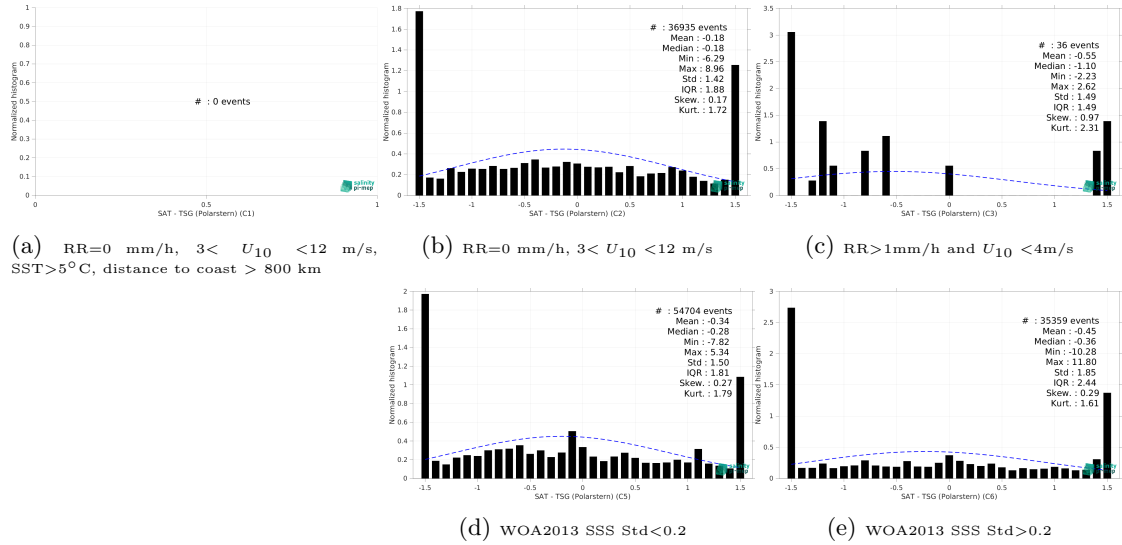 1
0.9
0.8
0.7
0.6
0.5
0.4
0.3
0.2
0.1
0
Normalized histogram
# : 0 events
0 0.5 1
SAT - TSG (Polarstern) (C1)
salinity
pi-mep
(a) RR=0 mm/h, 3< U10 <12 m/s,
SST>5°C, distance to coast > 800 km
1.8
1.6
1.4
1.2
1
0.8
0.6
0.4
0.2
0
Normalized histogram
# : 36935 events
Mean : -0.18
Median : -0.18
Min : -6.29
Max : 8.96
Std : 1.42
IQR : 1.88
Skew. : 0.17
Kurt. : 1.72
-1.5 -1 -0.5 0 0.5 1 1.5
SAT - TSG (Polarstern) (C2)
salinity
pi-mep
(b) RR=0 mm/h, 3< U10 <12 m/s
3.5
3
2.5
2
1.5
1
0.5
0
Normalized histogram
# : 36 events
Mean : -0.55
Median : -1.10
Min : -2.23
Max : 2.62
Std : 1.49
IQR : 1.49
Skew. : 0.97
Kurt. : 2.31
-1.5 -1 -0.5 0 0.5 1 1.5
SAT - TSG (Polarstern) (C3)
salinity
pi-mep
(c) RR>1mm/h and U10 <4m/s
2
1.8
1.6
1.4
1.2
1
0.8
0.6
0.4
0.2
0
Normalized histogram
# : 54704 events
Mean : -0.34
Median : -0.28
Min : -7.82
Max : 5.34
Std : 1.50
IQR : 1.81
Skew. : 0.27
Kurt. : 1.79
-1.5 -1 -0.5 0 0.5 1 1.5
SAT - TSG (Polarstern) (C5)
salinity
pi-mep
(d) WOA2013 SSS Std<0.2
3
2.5
2
1.5
1
0.5
0
Normalized histogram
# : 35359 events
Mean : -0.45
Median : -0.36
Min : -10.28
Max : 11.80
Std : 1.85
IQR : 2.44
Skew. : 0.29
Kurt. : 1.61
-1.5 -1 -0.5 0 0.5 1 1.5
SAT - TSG (Polarstern) (C6)
salinity
pi-mep
(e) WOA2013 SSS Std>0.2